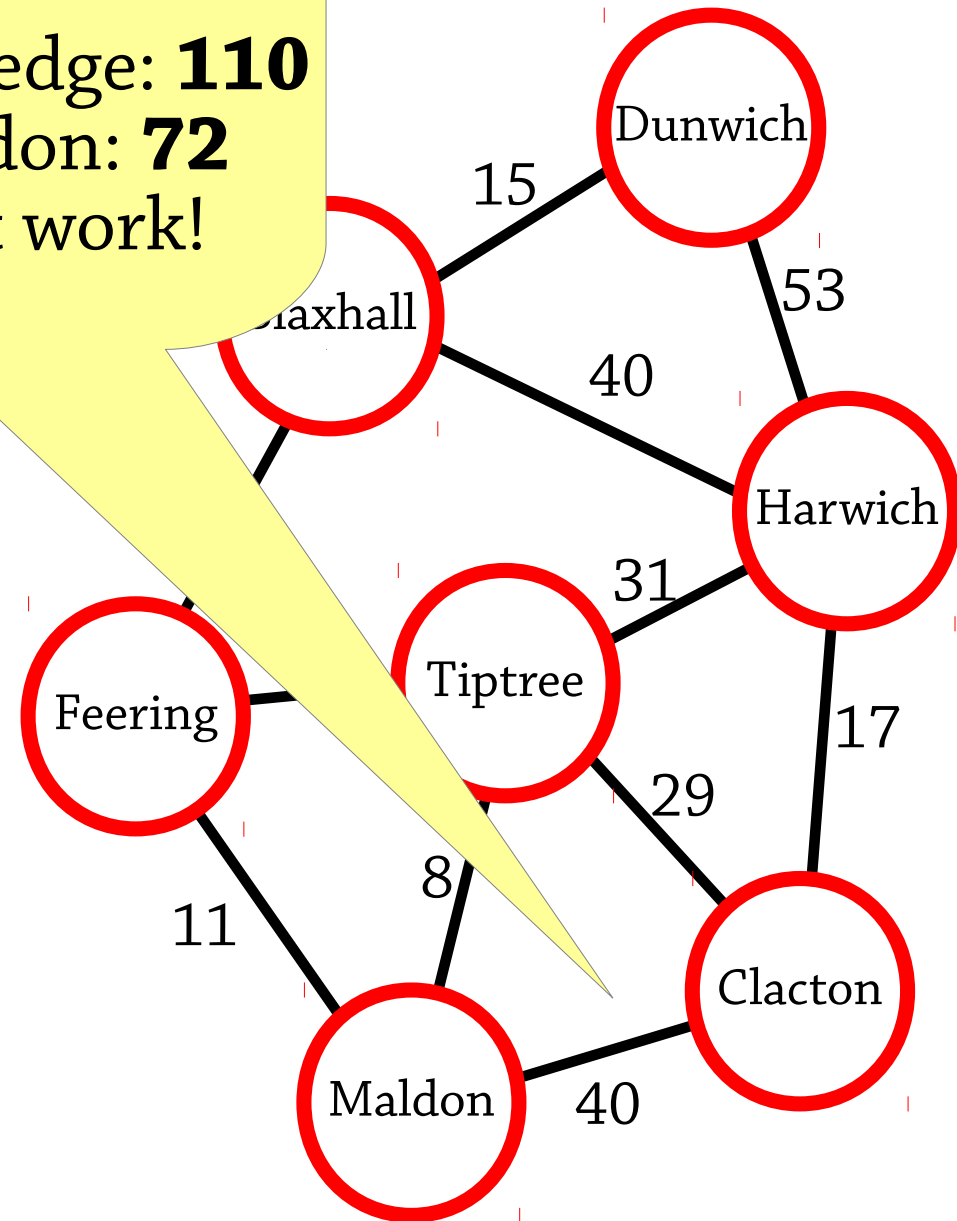 edge: 110
don: 72
t work!
Dunwich
15
53
axhall
40
Harwich
31
Tiptree
Feering
17
29
8
11
Clacton
Maldon
40